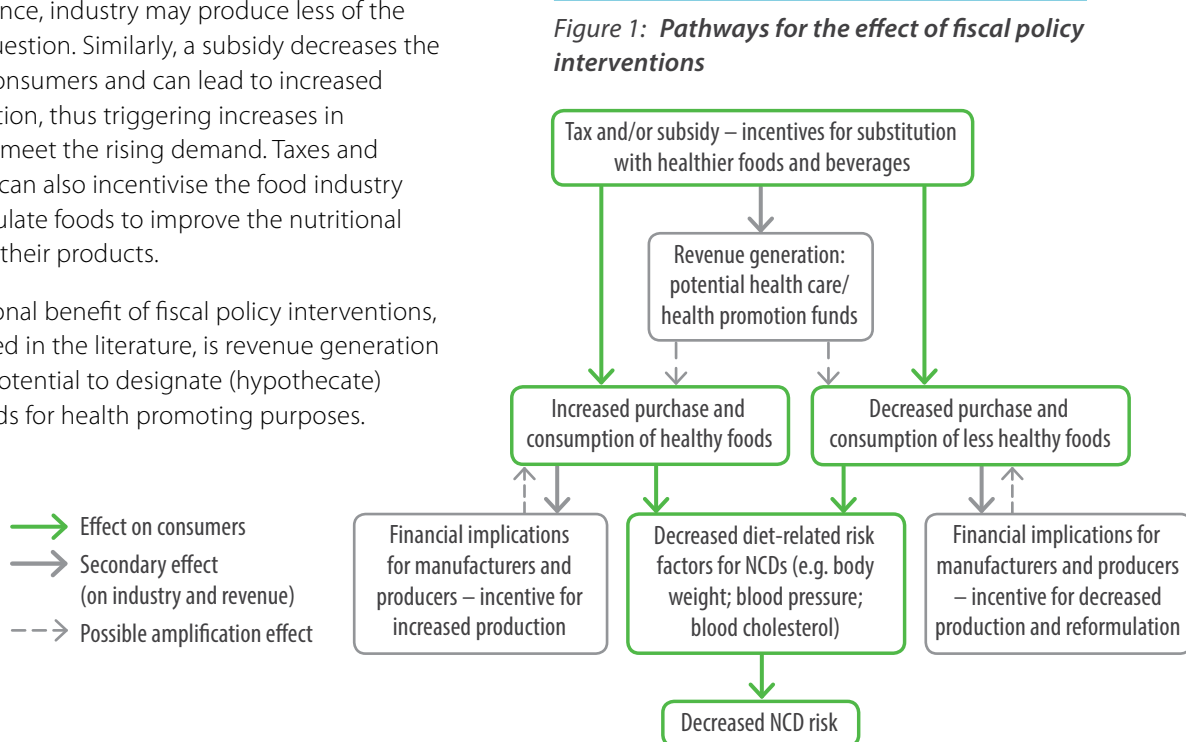 nce, industry may produce less of the
uestion. Similarly, a subsidy decreases the
onsumers and can lead to increased
tion, thus triggering increases in
meet the rising demand. Taxes and
can also incentivise the food industry
ulate foods to improve the nutritional
their products.
onal benefit of fiscal policy interventions,
ed in the literature, is revenue generation
otential to designate (hypothecate)
ds for health promoting purposes.
Figure 1: Pathways for the effect of fiscal policy
interventions
Tax and/or subsidy – incentives for substitution
with healthier foods and beverages
Revenue generation:
potential health care/
health promotion funds
Increased purchase and
consumption of healthy foods
Decreased purchase and
consumption of less healthy foods
Financial implications
for manufacturers and
producers – incentive for
increased production
Decreased diet-related risk
factors for NCDs (e.g. body
weight; blood pressure;
blood cholesterol)
Financial implications for
manufacturers and producers
– incentive for decreased
production and reformulation
Decreased NCD risk
Effect on consumers
Secondary effect
(on industry and revenue)
Possible amplification effect